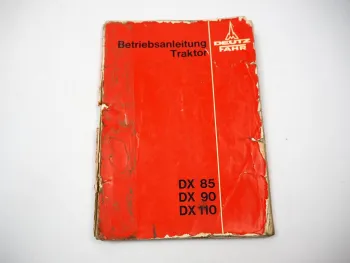 Betriebsanleitung
Traktor
DEUTZ
FAHR
DX 85
DX 90
DX 110